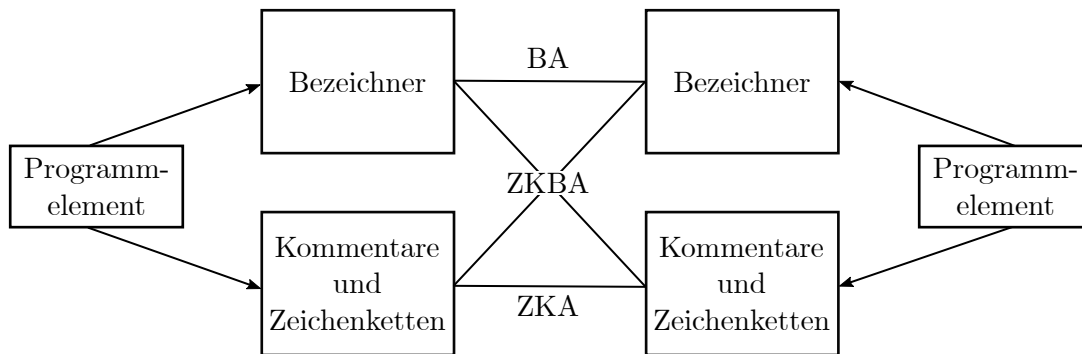 BA
Bezeichner
Bezeichner
Programm-
element
ZKBA
Programm-
element
Kommentare
und
Zeichenketten
ZKA
Kommentare
und
Zeichenketten